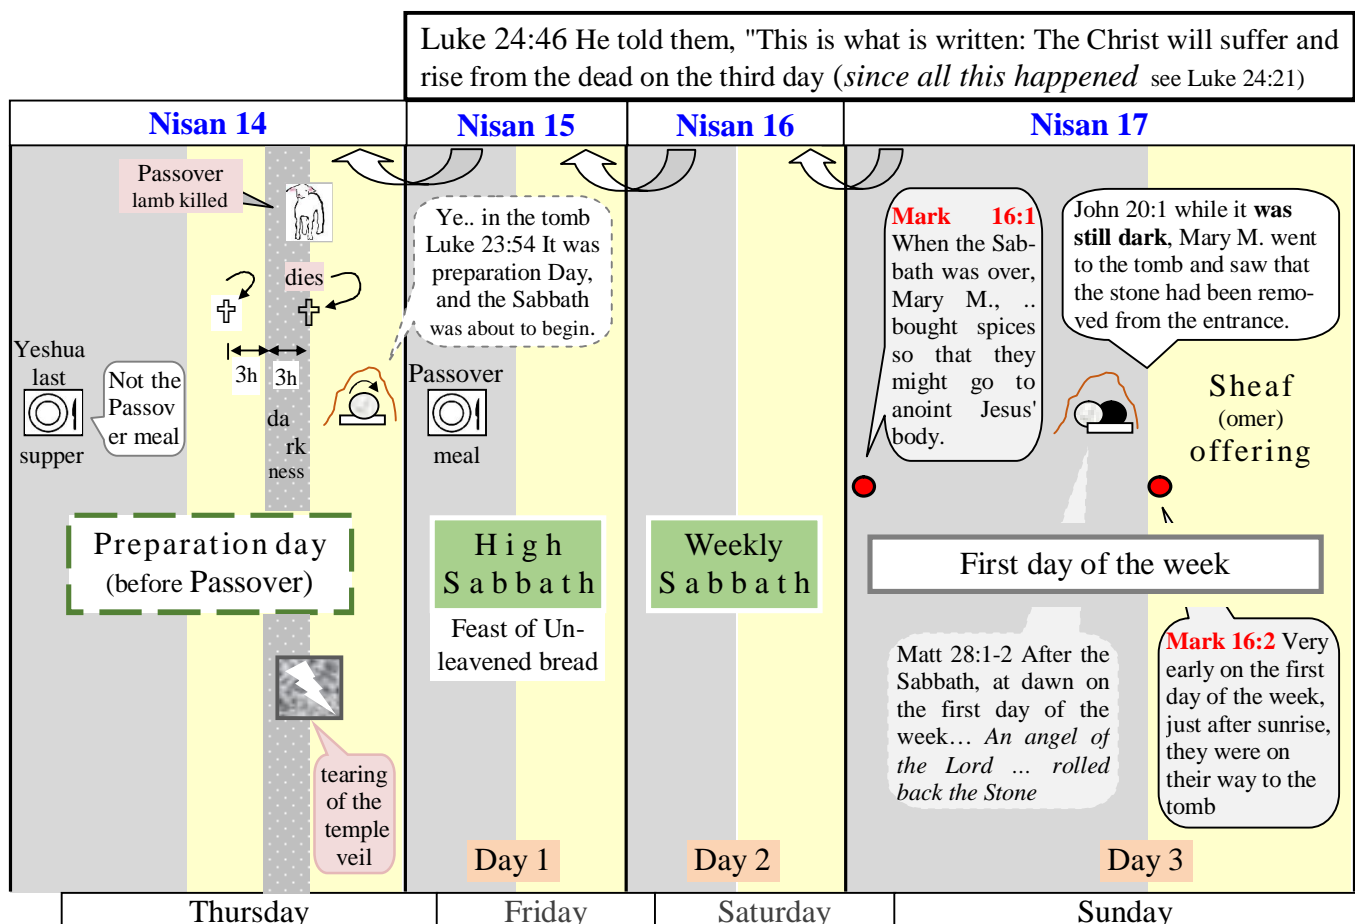 Luke 24:46 He told them, "This is what is written: The Christ will suffer and
rise from the dead on the third day (since all this happened see Luke 24:21)
Nisan 14
Nisan 15
Nisan 16
Nisan 17
Passover
lamb killed
dies
3h
3h
da
rk
ness
Yeshua
last
supper
Not the
Passov
er meal
Ye.. in the tomb
Luke 23:54 It was
preparation Day,
and the Sabbath
was about to begin.
Passover
meal
Mark 16:1
When the Sab-
bath was over,
Mary M., ..
bought spices
so that they
might go to
anoint Jesus'
body.
John 20:1 while it was
still dark, Mary M. went
to the tomb and saw that
the stone had been remo-
ved from the entrance.
Sheaf
(omer)
offering
Preparation day
(before Passover)
High
Sabbath
Feast of Un-
leavened bread
Weekly
Sabbath
First day of the week
Matt 28:1-2 After the
Sabbath, at dawn on
the first day of the
week… An angel of
the Lord ... rolled
back the Stone
Mark 16:2 Very
early on the first
day of the week,
just after sunrise,
they were on
their way to the
tomb
tearing
of the
temple
veil
Day 1
Day 2
Day 3
Thursday
Friday
Saturday
Sunday